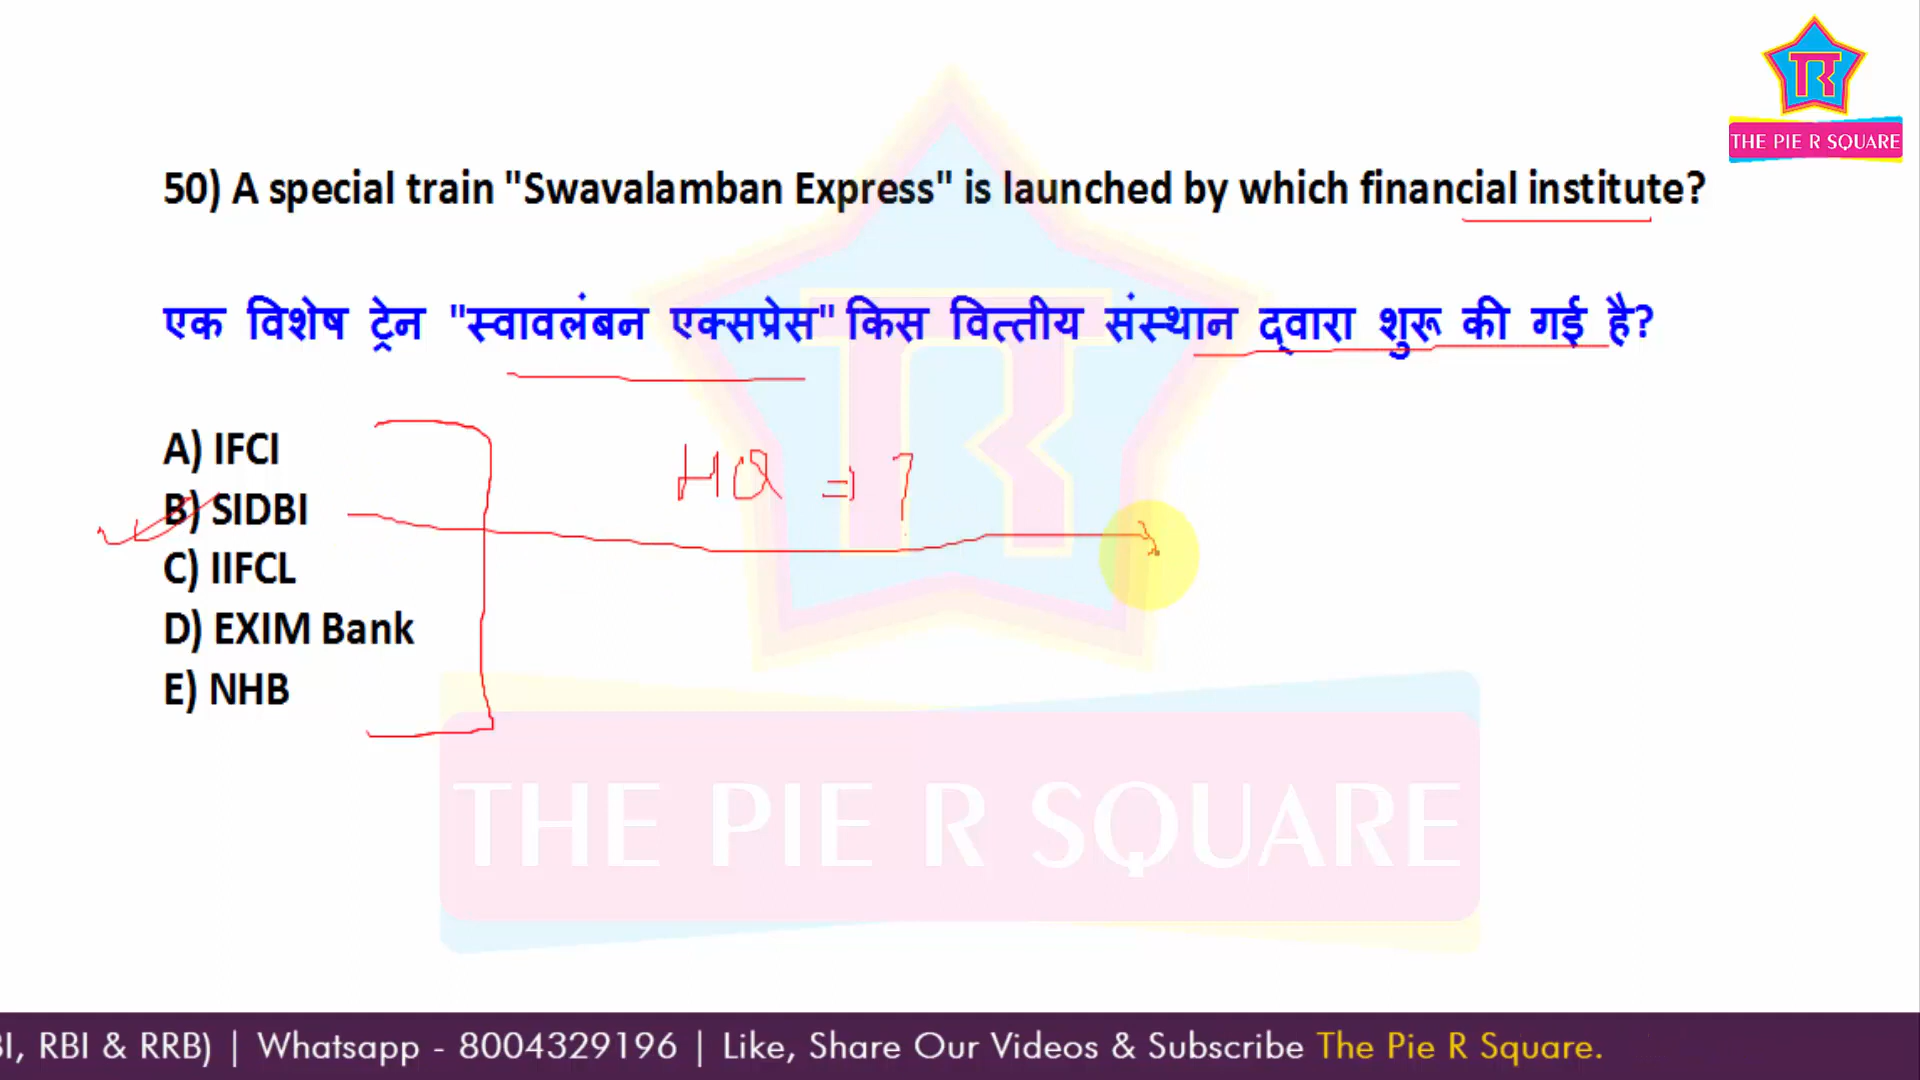 THE PIE R SQUARE
50) A special train "Swavalamban Express" is launched by which financial institute?
एक विशेष ट्रेन "स्वावलंबन एक्सप्रेस" किस वित्तीय संस्थान द्वारा शुरू की गई है?
A) IFCI
HQ = ?
B) SIDBI
C) IIFCL
D) EXIM Bank
E) NHB
THE PIE R SQUARE
BI, RBI & RRB) | Whatsapp - 8004329196 | Like, Share Our Videos & Subscribe The Pie R Square.